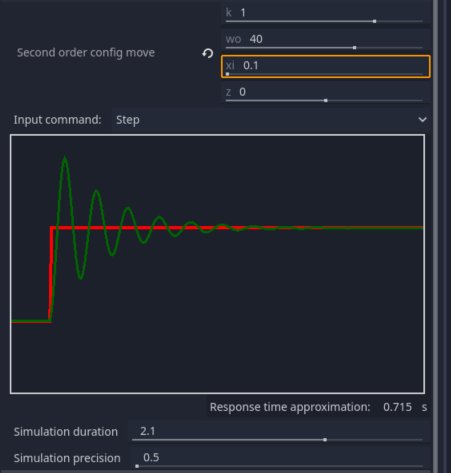 k 1
wo 40
Second order config move
xi 0.1
z 0
Input command: Step
Response time approximation: 0.715 s
Simulation duration 2.1
Simulation precision 0.5